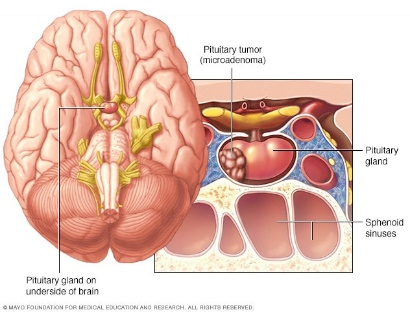 Pituitary tumor
(microadenoma)
Pituitary
gland
Sphenoid
sinuses
Pituitary gland on
underside of brain
© MAYO FOUNDATION FOR MEDICAL EDUCATION AND RESEARCH. ALL RIGHTS RESERVED.